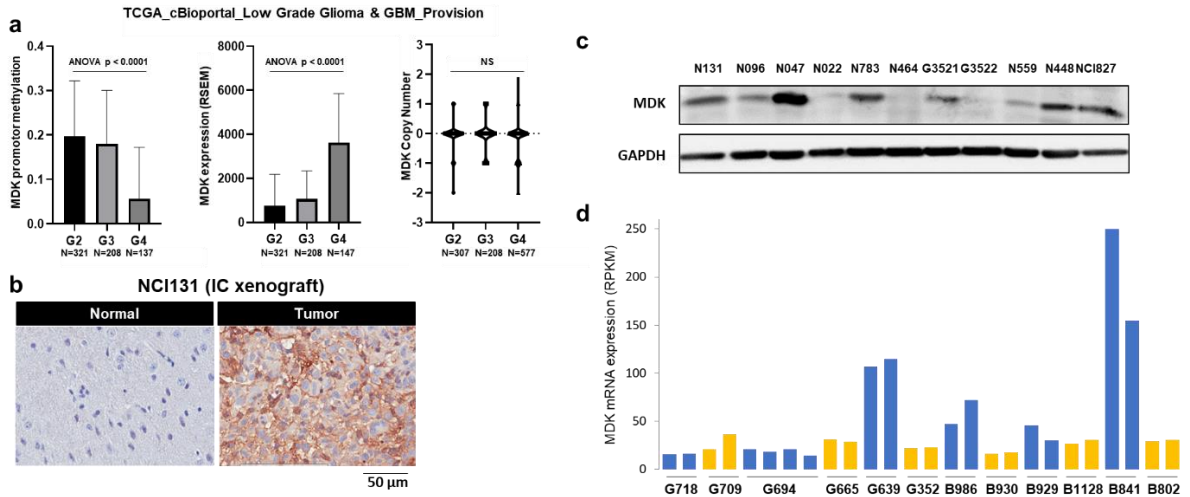 TCGA_cBioportal_Low Grade Glioma & GBM_Provision
a
MDK promotor methylation
0.4
0.3
0.2
0.1
0.0
ANOVA p < 0.0001
G2 G3 G4
N=321 N=208 N=137
MDK expression (RSEM)
8000
6000
4000
2000
0
ANOVA p < 0.0001
G2 G3 G4
N=321 N=208 N=147
MDK Copy Number
3
2
1
0
-1
-2
-3
NS
G2 G3 G4
N=307 N=208 N=577
b
NCI131 (IC xenograft)
Normal Tumor
50 μm
c
N131 N096 N047 N022 N783 N464 G3521 G3522 N559 N448 NCI827
MDK
GAPDH
d
MDK mRNA expression (RPKM)
250
200
150
100
50
0
G718 G709 G694 G665 G639 G352 B986 B930 B929 B1128 B841 B802